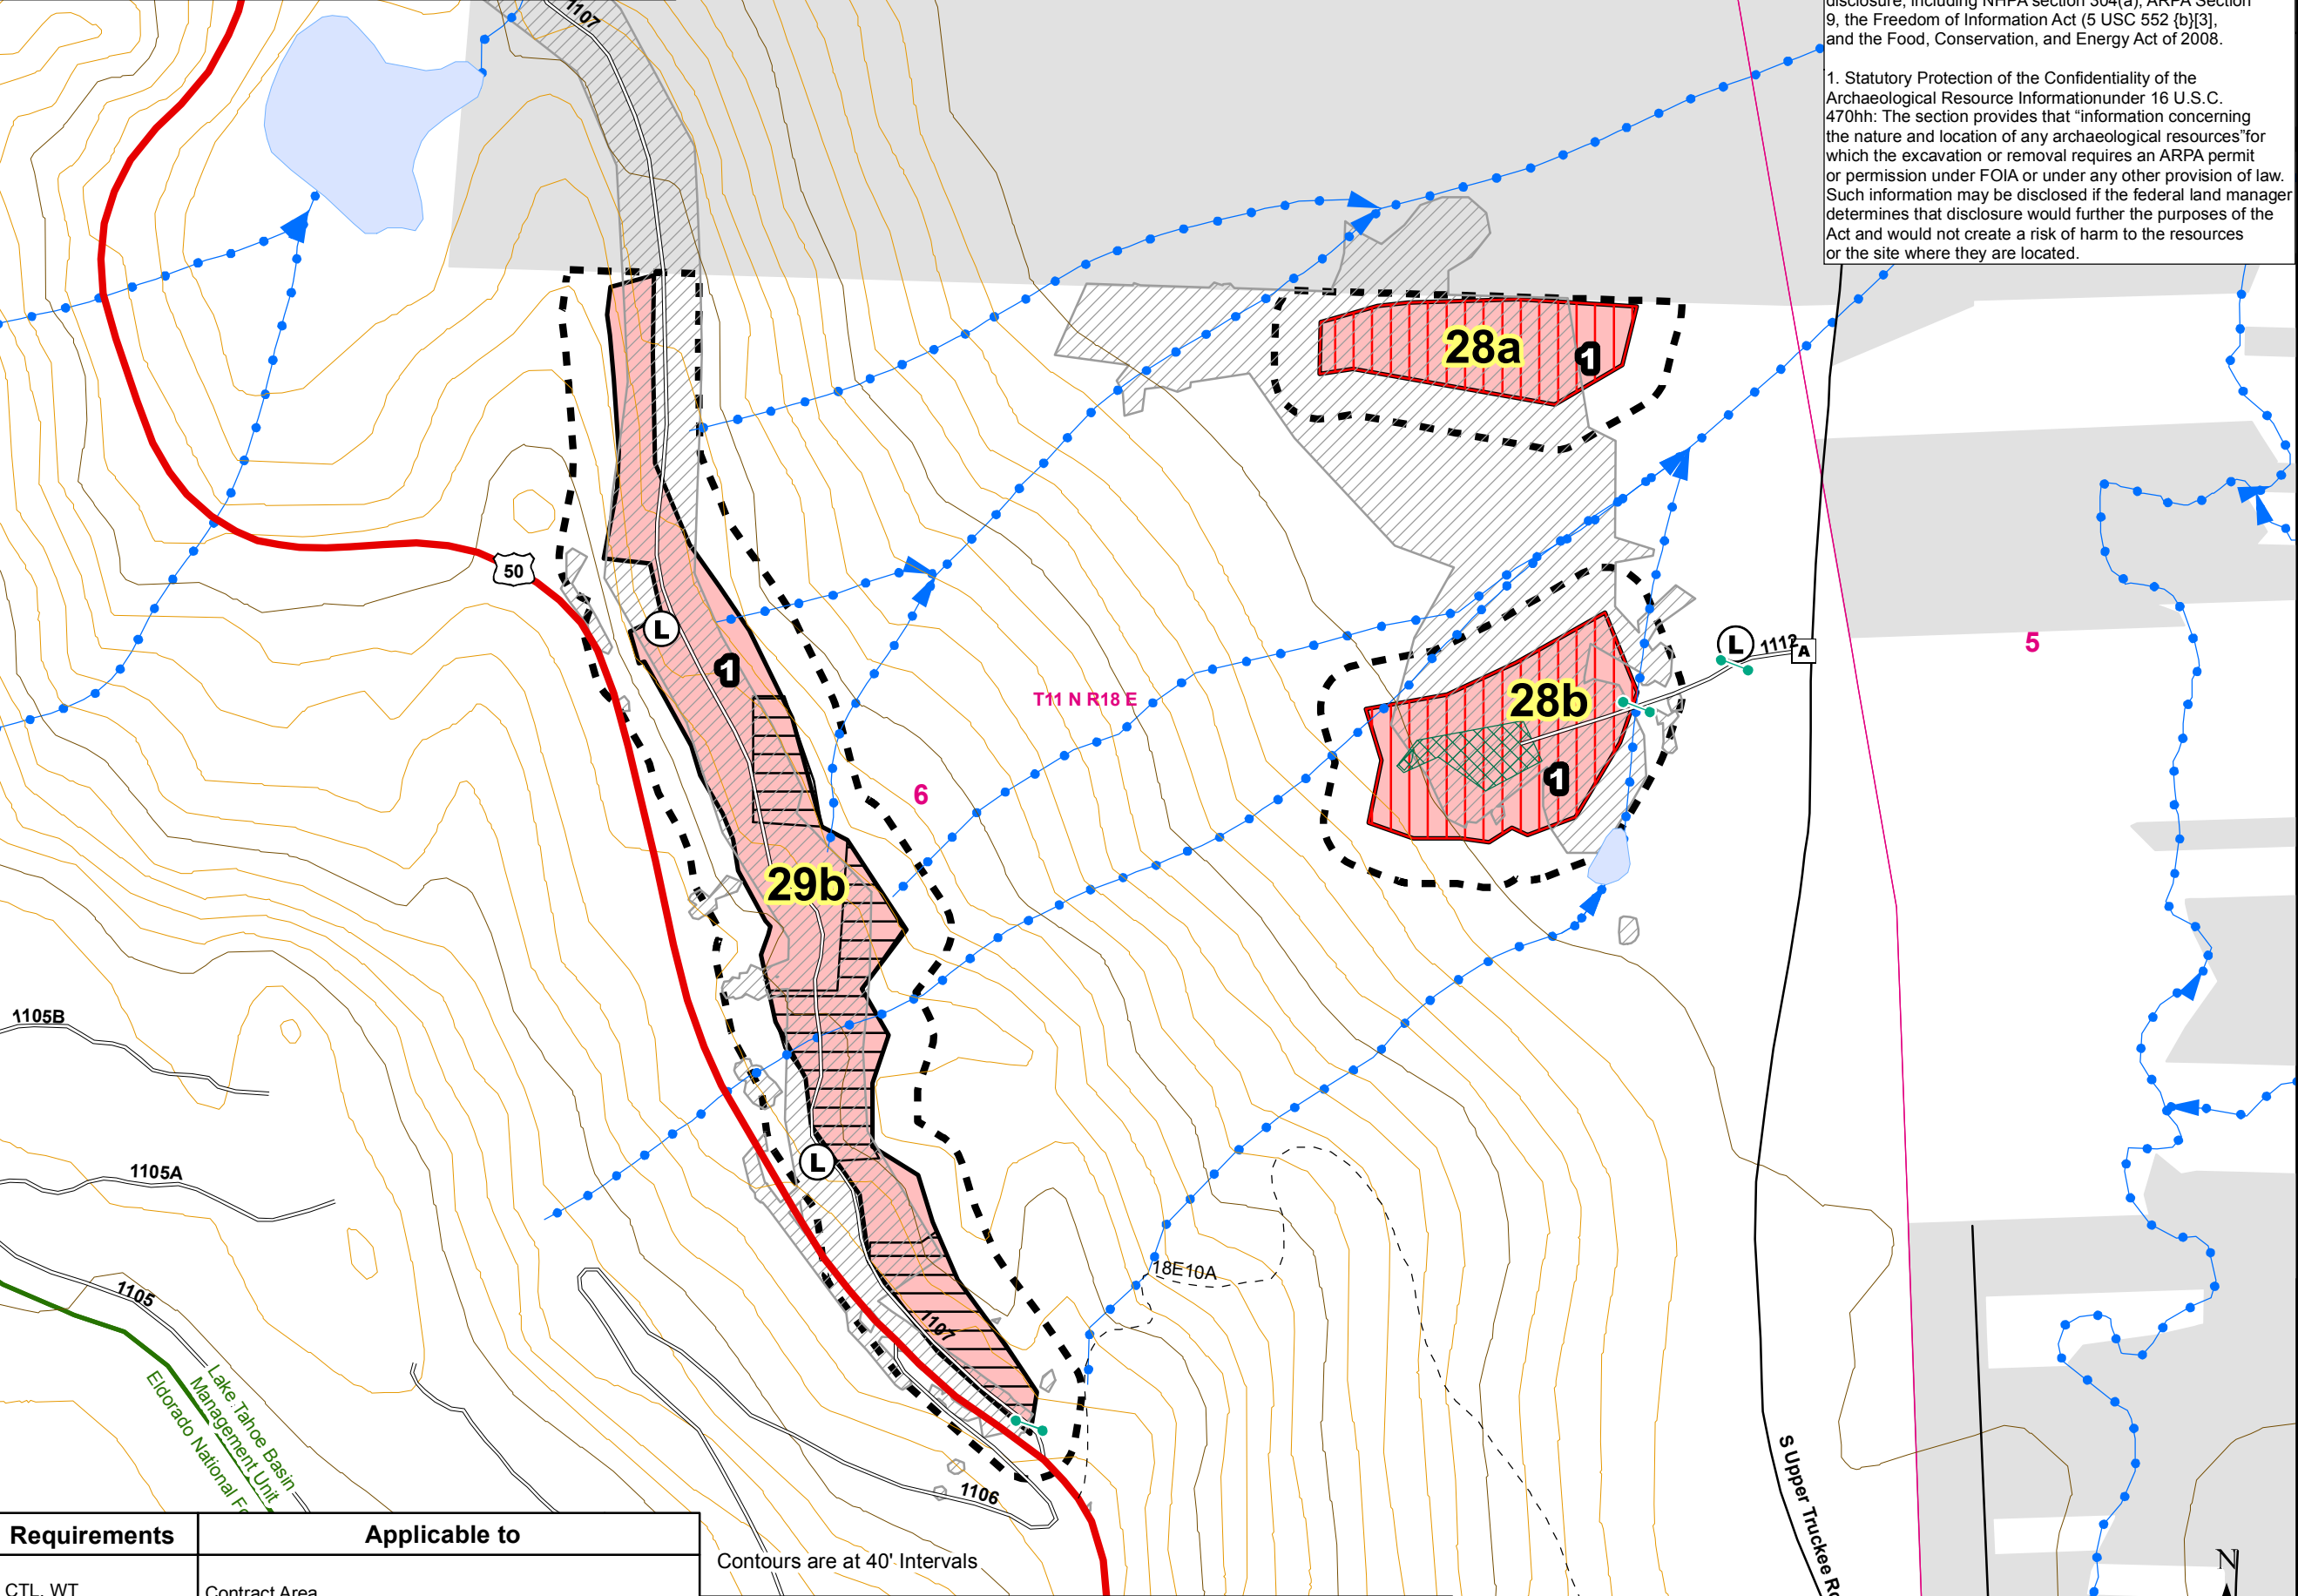 disclosure, including NHPA section 304(a), ARPA Section
9, the Freedom of Information Act (5 USC 552 {b}[3],
and the Food, Conservation, and Energy Act of 2008.
1. Statutory Protection of the Confidentiality of the
Archaeological Resource Informationunder 16 U.S.C.
470hh: The section provides that “information concerning
the nature and location of any archaeological resources”for
which the excavation or removal requires an ARPA permit
or permission under FOIA or under any other provision of law.
Such information may be disclosed if the federal land manager
determines that disclosure would further the purposes of the
Act and would not create a risk of harm to the resources
or the site where they are located.
1107
28a
1
50
L
1
T11 N R18 E
6
5
28b
1
L
1112
A
29b
1105B
1105A
L
18E10A
1105
1107
1106
Lake Tahoe Basin
Management Unit
Eldorado National
S Upper Truckee
Requirements
Applicable to
Contours are at 40' Intervals
CTL, WT
Contract Area
N